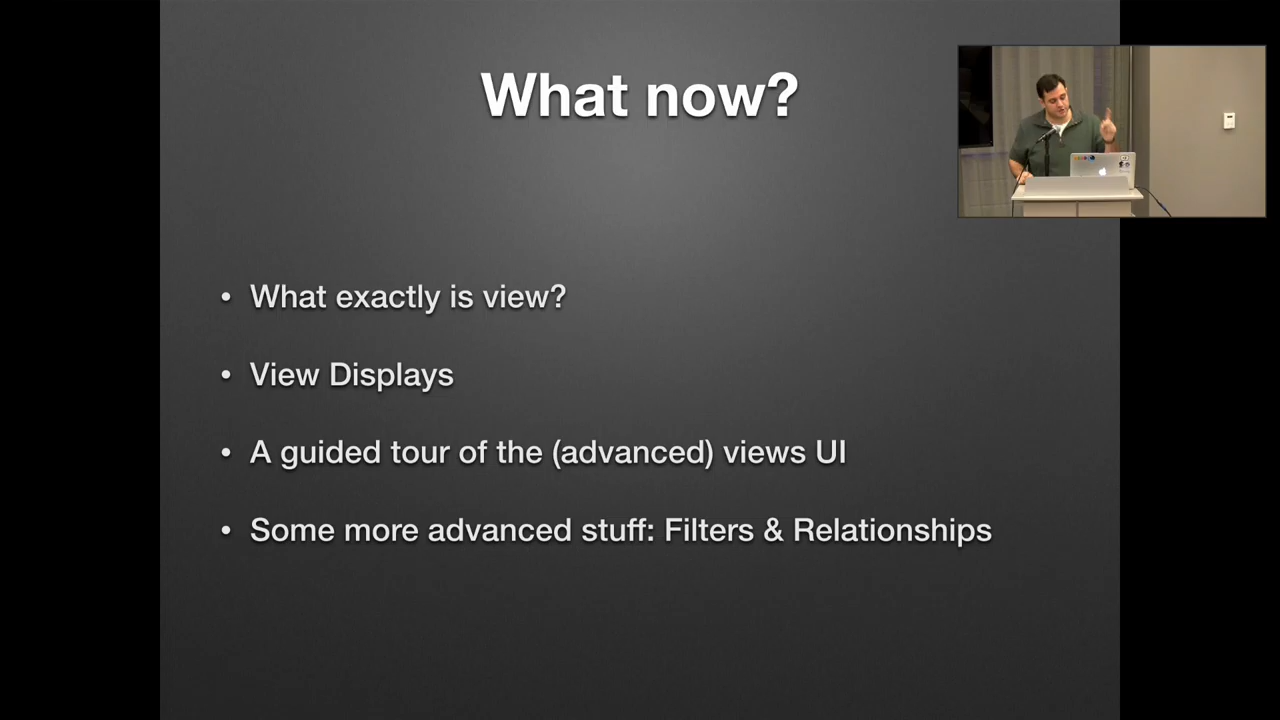 What now?
• What exactly is view?
• View Displays
• A guided tour of the (advanced) views UI
• Some more advanced stuff: Filters & Relationships